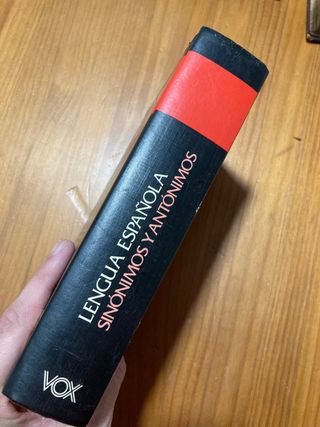 LENGUA ESPAÑOLA
SINÓNIMOS Y ANTÓNIMOS
VOX